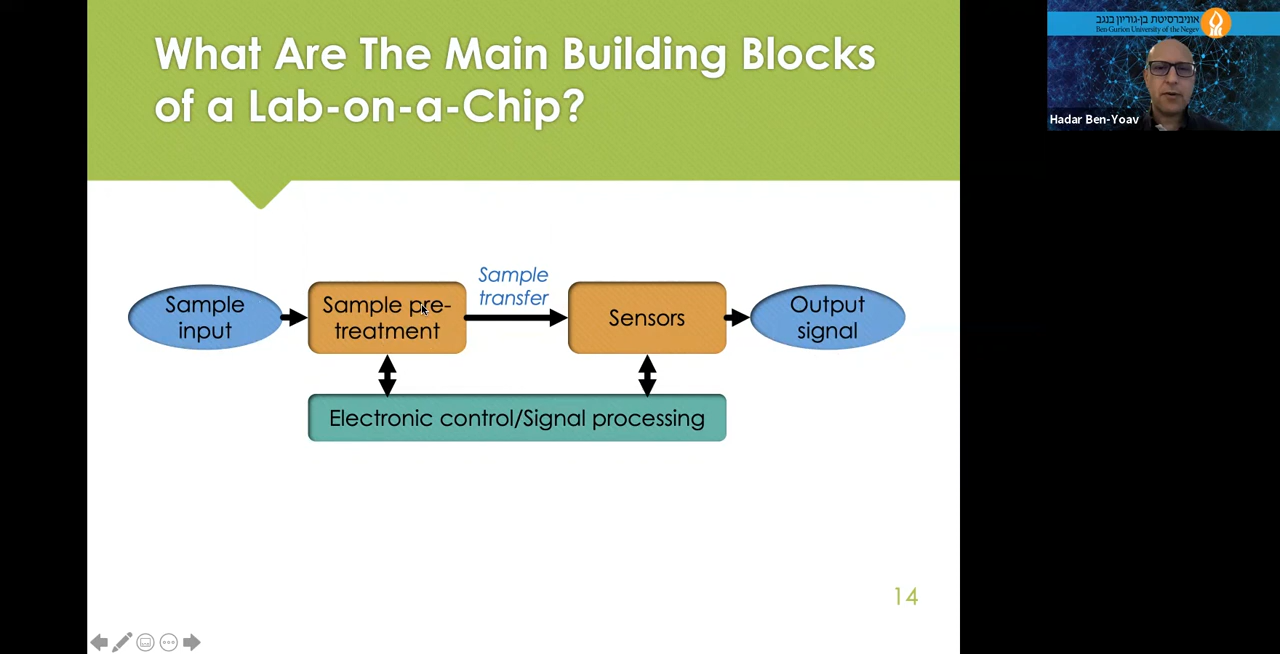 What Are The Main Building Blocks
of a Lab-on-a-Chip?
אוניברסיטת בן-גוריון בנגב
Ben-Gurion University of the Negev
Hadar Ben-Yoav
Sample
input
Sample pre-
treatment
Sample
transfer
Sensors
Output
signal
Electronic control/Signal processing
14